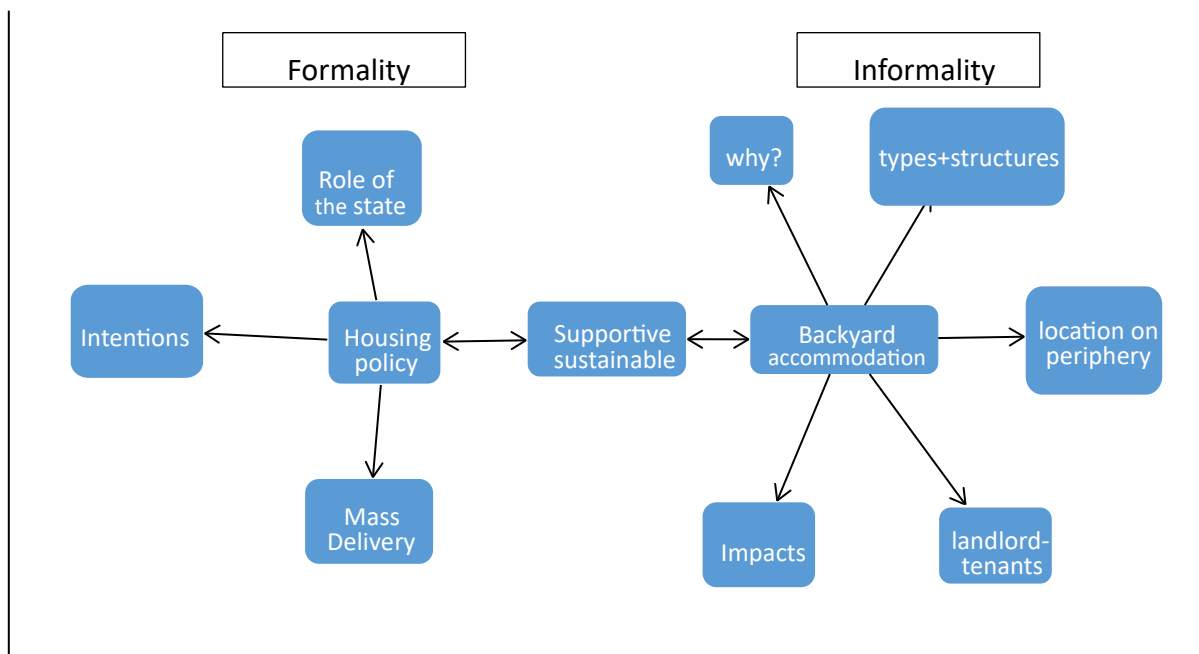 Formality
Informality
why?
types+structures
Role of
the state
Intentions
Housing
policy
Supportive
sustainable
Backyard
accommodation
location on
periphery
Mass
Delivery
Impacts
landlord-
tenants